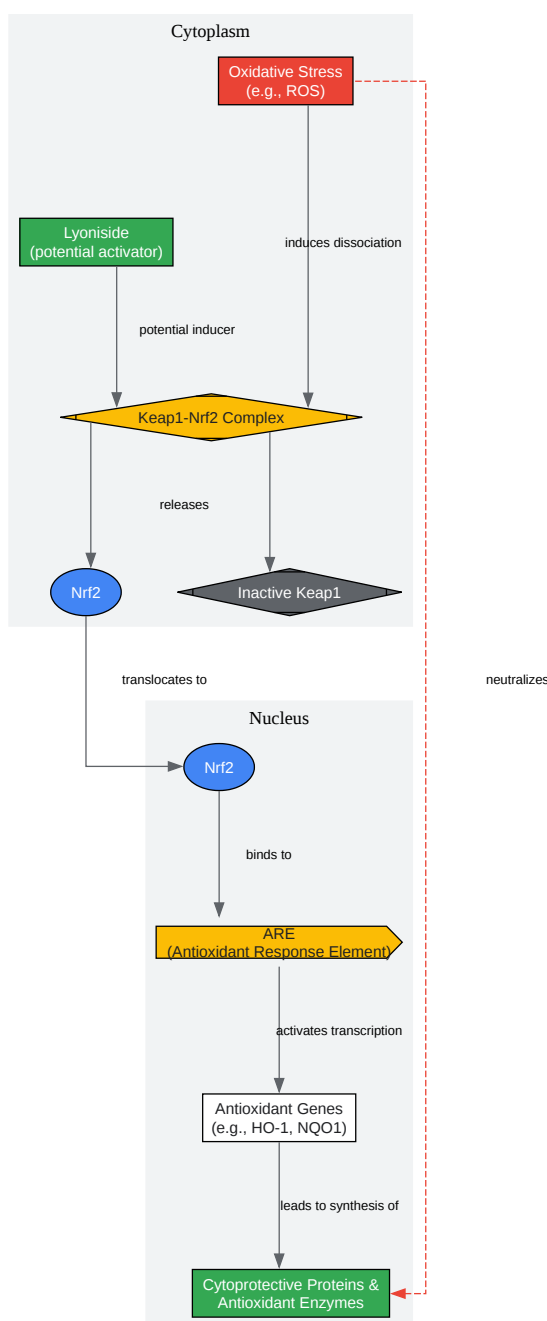 Cytoplasm
Oxidative Stress
(e.g., ROS)
Lyoniside
(potential activator)
induces dissociation
potential inducer
Keap1-Nrf2 Complex
releases
Nrf2
Inactive Keap1
translocates to
neutralizes
Nucleus
Nrf2
binds to
ARE
(Antioxidant Response Element)
activates transcription
Antioxidant Genes
(e.g., HO-1, NQO1)
leads to synthesis of
Cytoprotective Proteins &
Antioxidant Enzymes